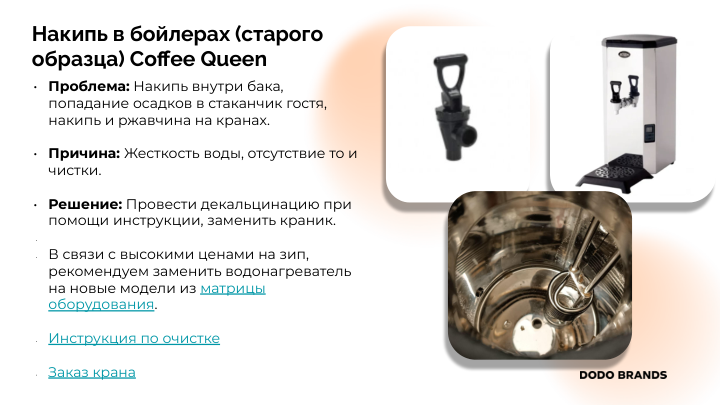 Накипь в бойлерах (старого
образца) Coffee Queen
• Проблема: Накипь внутри бака,
попадание осадков в стаканчик гостя,
накипь и ржавчина на кранах.
• Причина: Жесткость воды, отсутствие то и
чистки.
• Решение: Провести декальцинацию при
помощи инструкции, заменить краник.
В связи с высокими ценами на зип,
рекомендуем заменить водонагреватель
на новые модели из матрицы
оборудования.
Инструкция по очистке
Заказ крана
DODO BRANDS